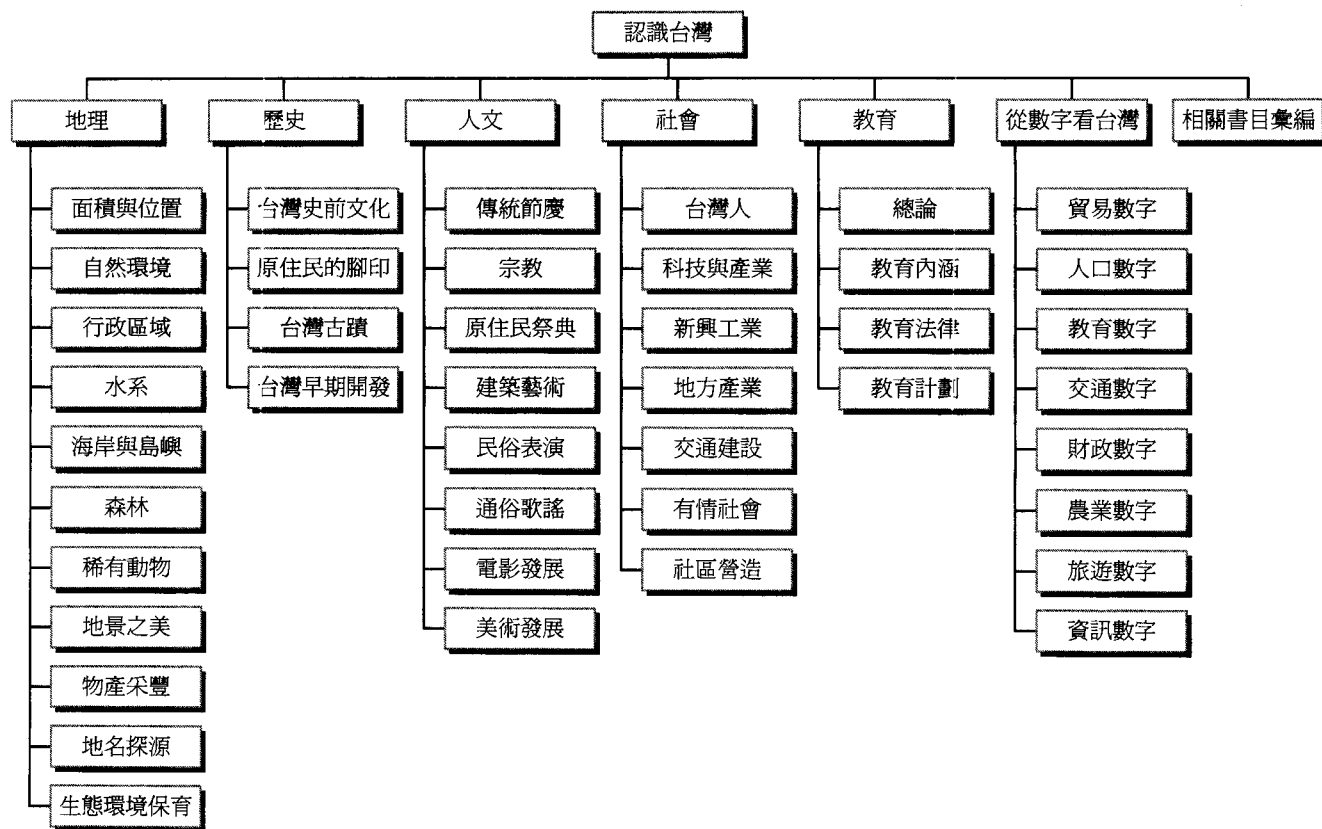 認識台灣
地理
歷史
人文
社會
教育
從數字看台灣
相關書目彙編
面積與位置
自然環境
行政區域
水系
海岸與島嶼
森林
稀有動物
地景之美
物產采豐
地名探源
生態環境保育
台灣史前文化
原住民的腳印
台灣古蹟
台灣早期開發
傳統節慶
宗教
原住民祭典
建築藝術
民俗表演
通俗歌謠
電影發展
美術發展
台灣人
科技與產業
新興工業
地方產業
交通建設
有情社會
社區營造
總論
教育內涵
教育法律
教育計劃
貿易數字
人口數字
教育數字
交通數字
財政數字
農業數字
旅遊數字
資訊數字